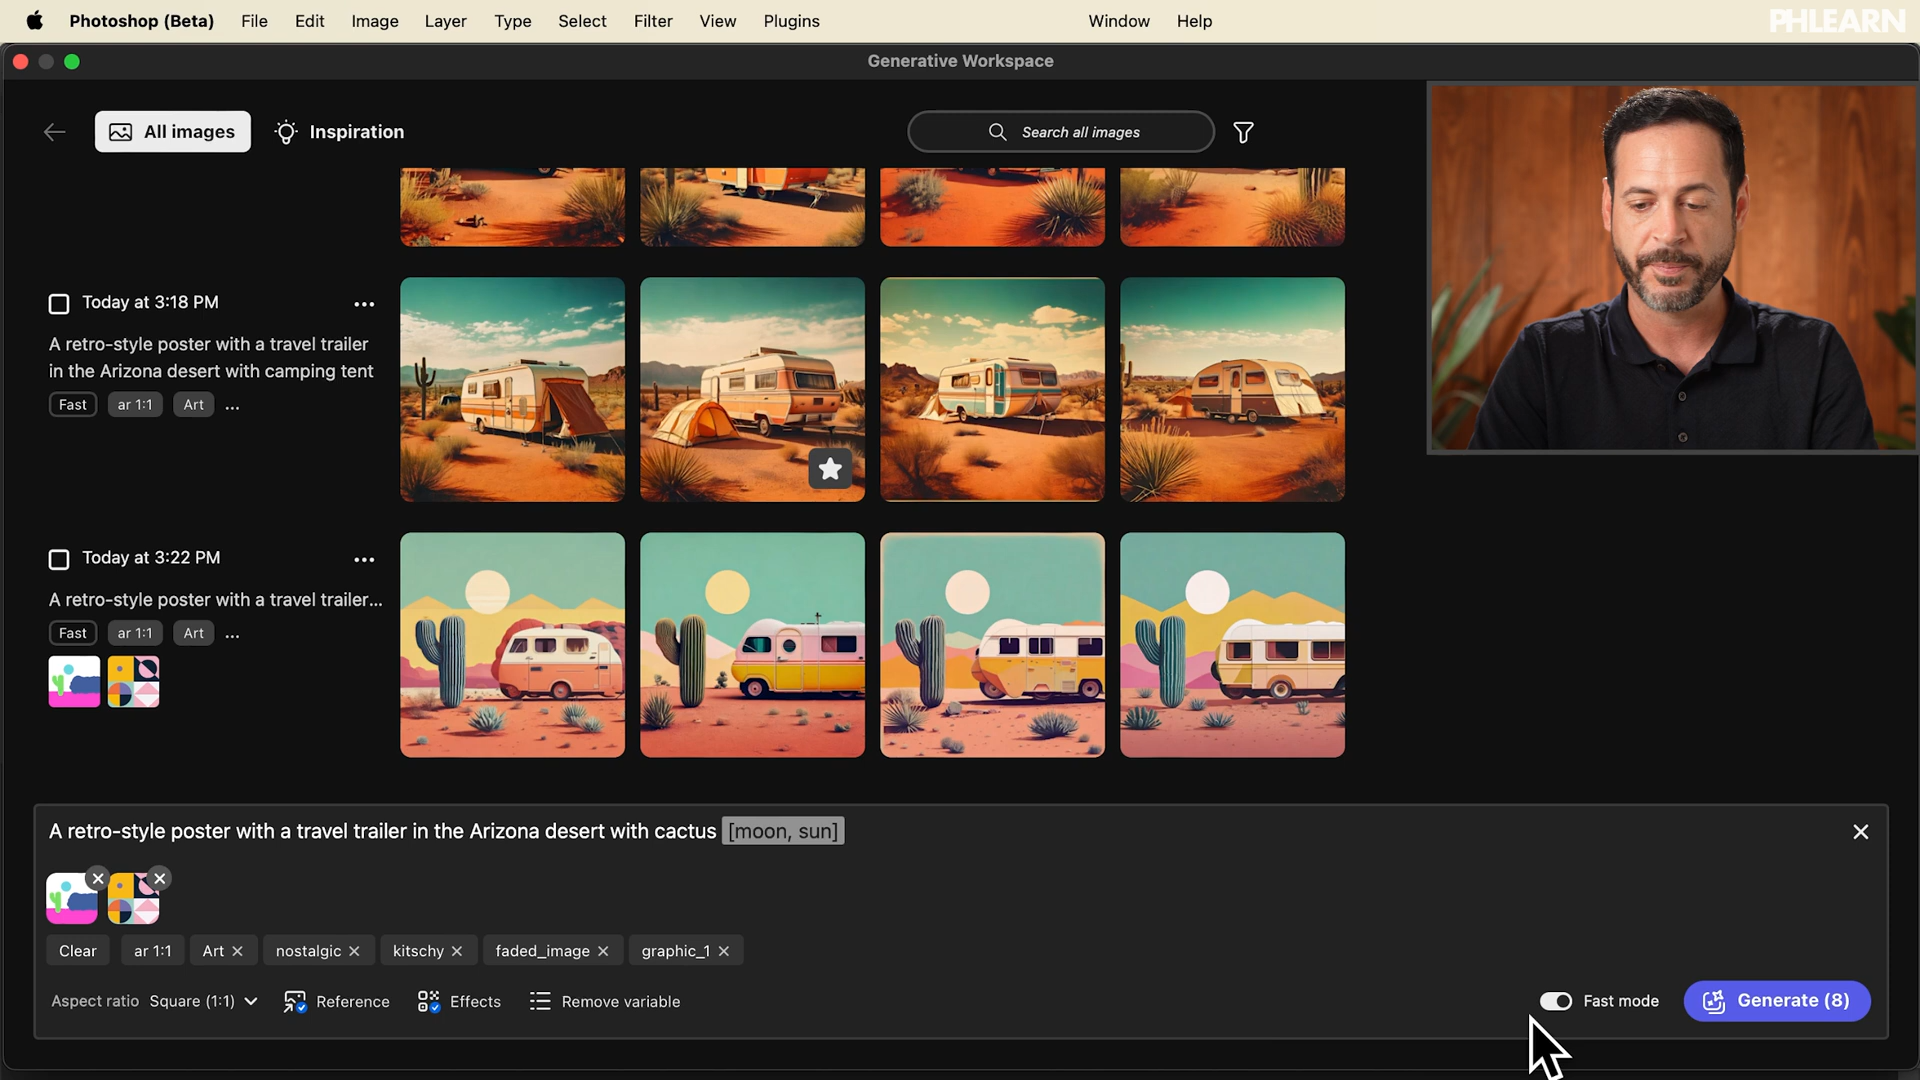 Photoshop (Beta) File Edit Image Layer Type Select Filter View Plugins Window Help
PHLEARN
Generative Workspace
All images Inspiration Search all images
Today at 3:18 PM ...
A retro-style poster with a travel trailer
in the Arizona desert with camping tent
Fast ar 1:1 Art ...
Today at 3:22 PM ...
A retro-style poster with a travel trailer...
Fast ar 1:1 Art ...
A retro-style poster with a travel trailer in the Arizona desert with cactus [moon, sun]
Clear ar 1:1 Art nostalgic kitschy faded_image graphic_1
Aspect ratio Square (1:1) Reference Effects Remove variable Fast mode Generate (8)